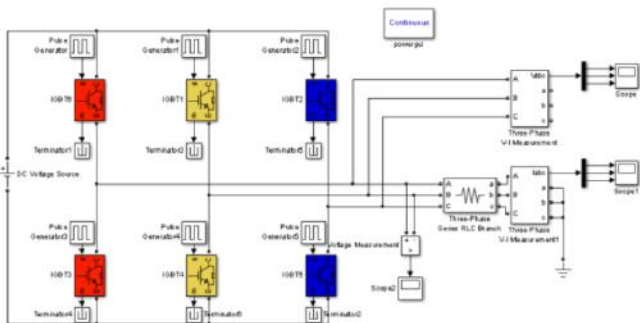 Continuous
powergui
Pulse
Generator
Pulse
Generator1
Pulse
Generator2
IGBT1
IGBT2
Terminator1
Terminator3
Terminator5
DC Voltage Source
A
B
C
Vabc
a
b
c
Three-Phase
V-I Measurement
Scope
A
B
C
a
b
c
Three-Phase
Series RLC Branch
A
B
C
Iabc
a
b
c
Three-Phase
V-I Measurement1
Scope1
Pulse
Generator3
Pulse
Generator4
Pulse
Generator5
Voltage Measurement
Scope2
IGBT3
IGBT4
IGBT5
Terminator4
Terminator6
Terminator2